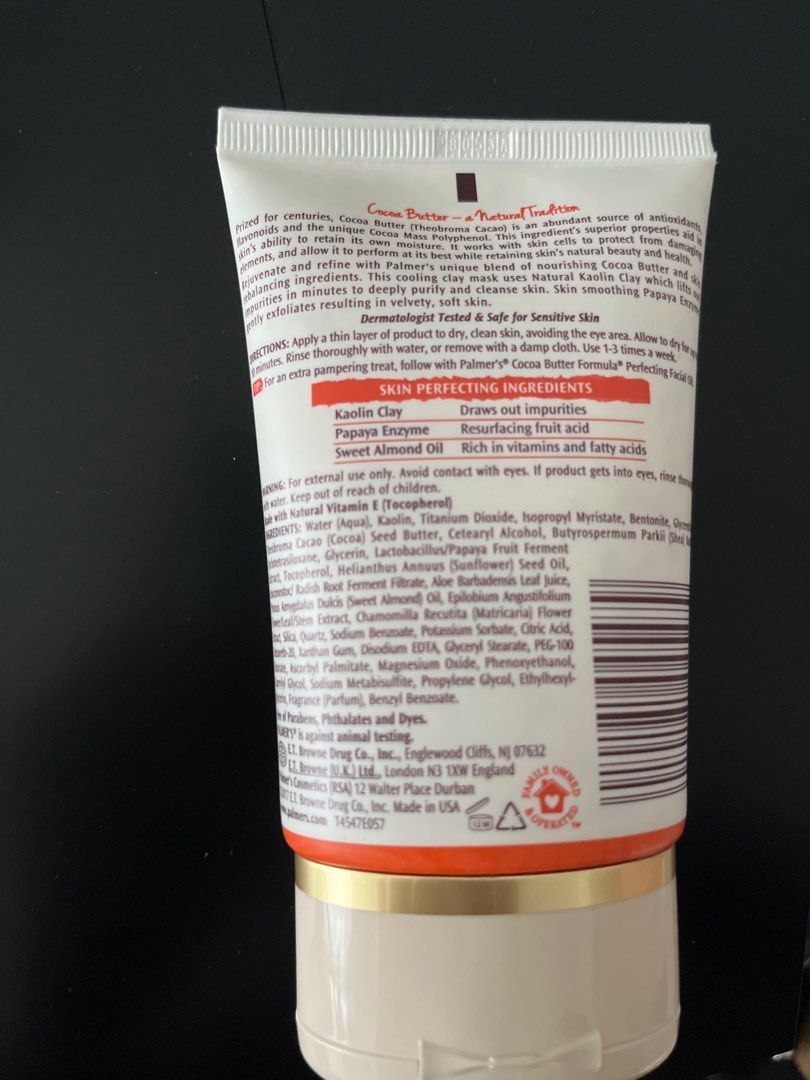 Cocoa Butter — a Natural Tradition
Prized for centuries, Cocoa Butter (Theobroma Cacao) is an abundant source of antioxidants,
flavonoids and the unique Cocoa Mass Polyphenol. This ingredient's superior properties aid in
skin's ability to retain its own moisture. It works with skin cells to protect from damaging
elements, and allow it to perform at its best while retaining skin's natural beauty and health.
Rejuvenate and refine with Palmer's unique blend of nourishing Cocoa Butter and skin
rebalancing ingredients. This cooling clay mask uses Natural Kaolin Clay which lifts out
impurities in minutes to deeply purify and cleanse skin. Skin smoothing Papaya Enzyme
gently exfoliates resulting in velvety, soft skin.
Dermatologist Tested & Safe for Sensitive Skin
DIRECTIONS: Apply a thin layer of product to dry, clean skin, avoiding the eye area. Allow to dry for
minutes. Rinse thoroughly with water, or remove with a damp cloth. Use 1-3 times a week.
For an extra pampering treat, follow with Palmer's® Cocoa Butter Formula® Perfecting Facial Oil
SKIN PERFECTING INGREDIENTS
Kaolin Clay Draws out impurities
Papaya Enzyme Resurfacing fruit acid
Sweet Almond Oil Rich in vitamins and fatty acids
For external use only. Avoid contact with eyes. If product gets into eyes, rinse
water. Keep out of reach of children.
with Natural Vitamin E (Tocopherol)
Water (Aqua), Kaolin, Titanium Dioxide, Isopropyl Myristate, Bentonite,
Cacao (Cocoa) Seed Butter, Cetearyl Alcohol, Butyrospermum Parkii (Shea)
Glycerin, Lactobacillus/Papaya Fruit Ferment
Tocopherol, Helianthus Annuus (Sunflower) Seed Oil,
Radish Root Ferment Filtrate, Aloe Barbadensis Leaf Juice,
Amygdalus Dulcis (Sweet Almond) Oil, Epilobium Angustifolium
Extract, Chamomilla Recutita (Matricaria) Flower
Silica, Quartz, Sodium Benzoate, Potassium Sorbate, Citric Acid,
Xanthan Gum, Disodium EDTA, Glyceryl Stearate, PEG-100
Ascorbyl Palmitate, Magnesium Oxide, Phenoxyethanol,
Glycol, Sodium Metabisulfite, Propylene Glycol, Ethylhexyl-
Fragrance (Parfum), Benzyl Benzoate.
of Parabens, Phthalates and Dyes.
is against animal testing.
E.T. Browne Drug Co., Inc., Englewood Cliffs, NJ 07632
E.T. Browne (U.K.) Ltd., London N3 1XW England
Cosmetics (RSA) 12 Walter Place Durban
E.T. Browne Drug Co., Inc. Made in USA
www.palmers.com T4547E057
FAMILY OWNED
& OPERATED™